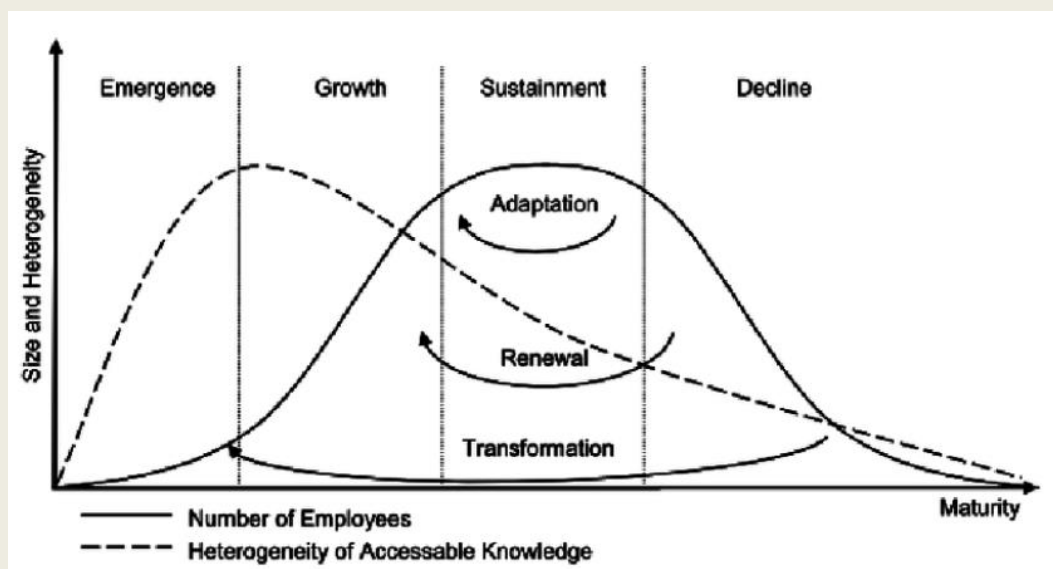 Emergence Growth Sustainment Decline
Size and Heterogeneity
Adaptation
Renewal
Transformation
Maturity
Number of Employees
Heterogeneity of Accessable Knowledge